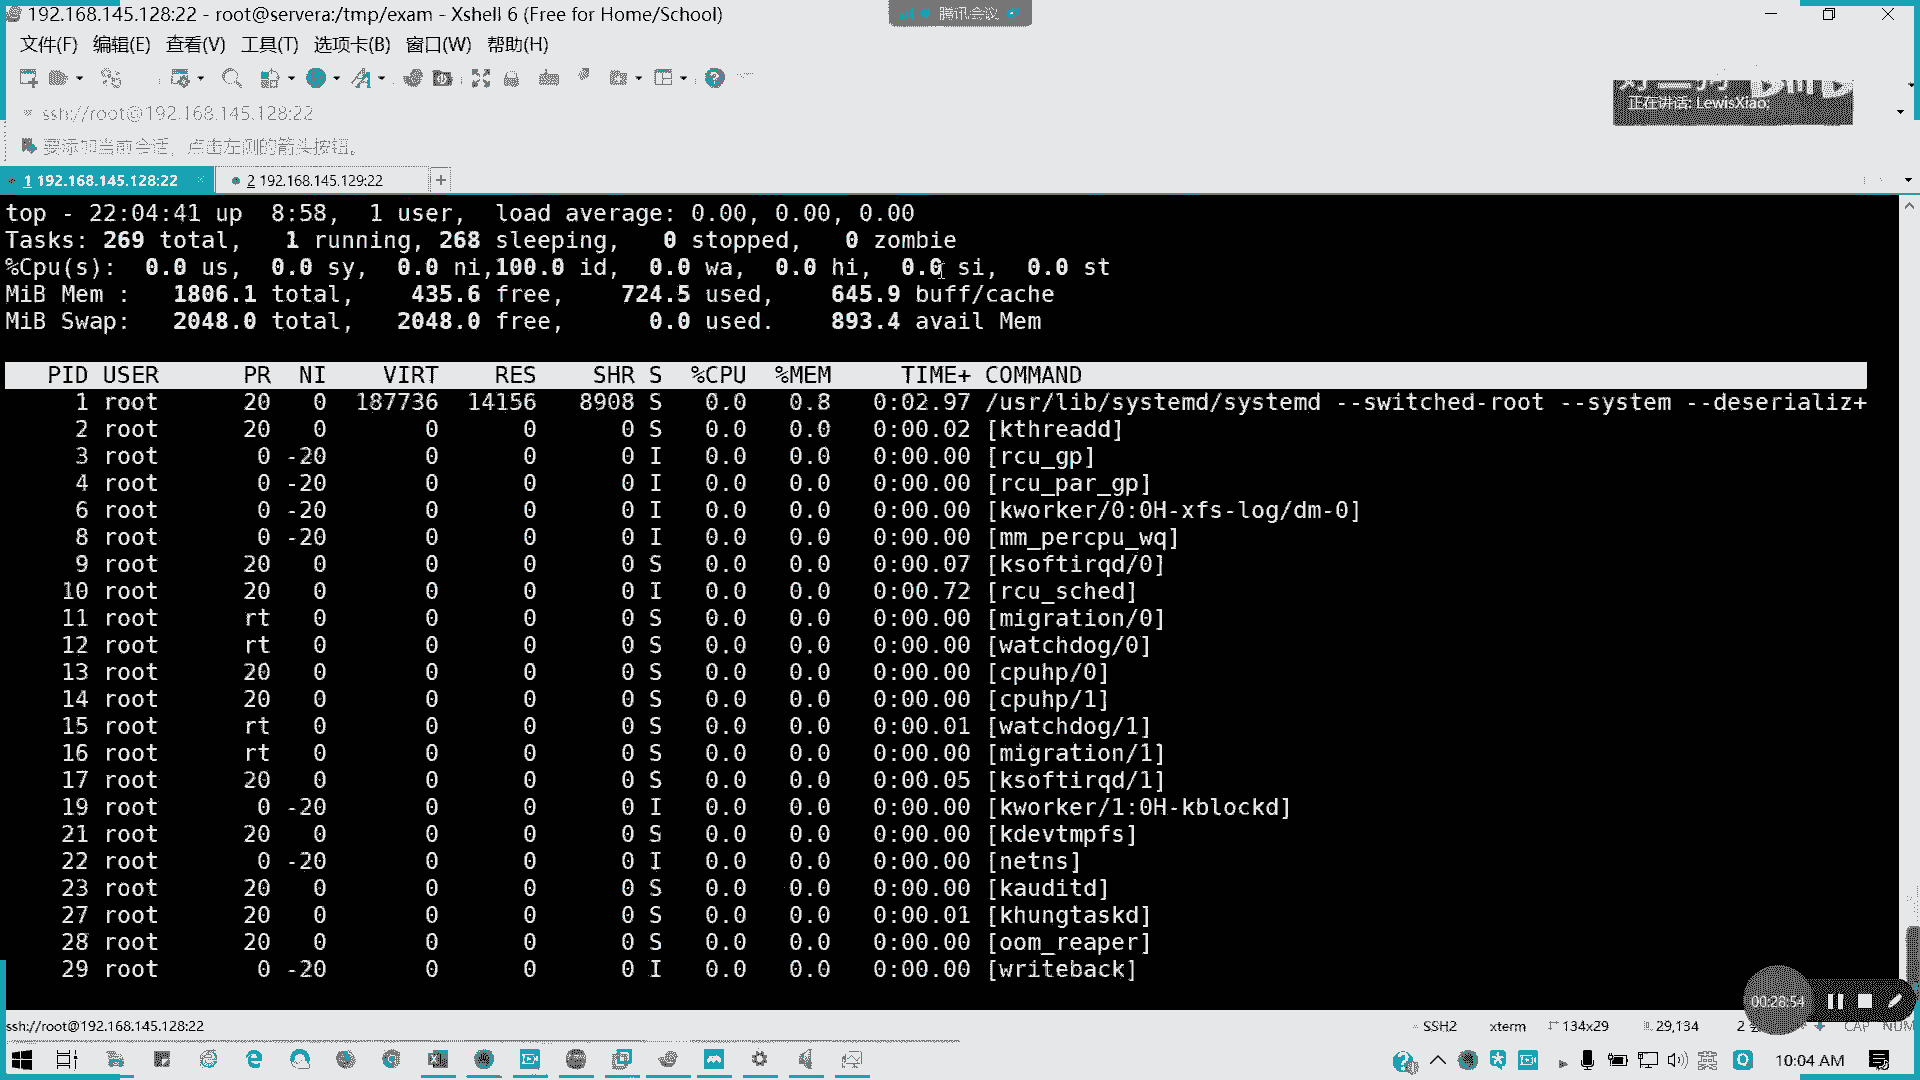 192.168.145.128:22 - root@servera:/tmp/exam - Xshell 6 (Free for Home/School)
腾讯会议
文件(F) 编辑(E) 查看(V) 工具(T) 选项卡(B) 窗口(W) 帮助(H)
正在讲话: LewisXiao;
ssh://root@192.168.145.128:22
要添加当前会话，点击左侧的箭头按钮。
1 192.168.145.128:22 2 192.168.145.129:22 +
top - 22:04:41 up  8:58,  1 user,  load average: 0.00, 0.00, 0.00
Tasks: 269 total,   1 running, 268 sleeping,   0 stopped,   0 zombie
%Cpu(s):  0.0 us,  0.0 sy,  0.0 ni,100.0 id,  0.0 wa,  0.0 hi,  0.0 si,  0.0 st
MiB Mem :   1806.1 total,    435.6 free,    724.5 used,    645.9 buff/cache
MiB Swap:   2048.0 total,   2048.0 free,      0.0 used.    893.4 avail Mem
PID USER      PR  NI    VIRT    RES    SHR S  %CPU  %MEM     TIME+ COMMAND
1 root      20   0  187736  14156   8908 S   0.0   0.8   0:02.97 /usr/lib/systemd/systemd --switched-root --system --deserializ+
2 root      20   0       0      0      0 S   0.0   0.0   0:00.02 [kthreadd]
3 root       0 -20       0      0      0 I   0.0   0.0   0:00.00 [rcu_gp]
4 root       0 -20       0      0      0 I   0.0   0.0   0:00.00 [rcu_par_gp]
6 root       0 -20       0      0      0 I   0.0   0.0   0:00.00 [kworker/0:0H-xfs-log/dm-0]
8 root       0 -20       0      0      0 I   0.0   0.0   0:00.00 [mm_percpu_wq]
9 root      20   0       0      0      0 S   0.0   0.0   0:00.07 [ksoftirqd/0]
10 root      20   0       0      0      0 I   0.0   0.0   0:00.72 [rcu_sched]
11 root      rt   0       0      0      0 S   0.0   0.0   0:00.00 [migration/0]
12 root      rt   0       0      0      0 S   0.0   0.0   0:00.00 [watchdog/0]
13 root      20   0       0      0      0 S   0.0   0.0   0:00.00 [cpuhp/0]
14 root      20   0       0      0      0 S   0.0   0.0   0:00.00 [cpuhp/1]
15 root      rt   0       0      0      0 S   0.0   0.0   0:00.01 [watchdog/1]
16 root      rt   0       0      0      0 S   0.0   0.0   0:00.00 [migration/1]
17 root      20   0       0      0      0 S   0.0   0.0   0:00.05 [ksoftirqd/1]
19 root       0 -20       0      0      0 I   0.0   0.0   0:00.00 [kworker/1:0H-kblockd]
21 root      20   0       0      0      0 S   0.0   0.0   0:00.00 [kdevtmpfs]
22 root       0 -20       0      0      0 I   0.0   0.0   0:00.00 [netns]
23 root      20   0       0      0      0 S   0.0   0.0   0:00.00 [kauditd]
27 root      20   0       0      0      0 S   0.0   0.0   0:00.01 [khungtaskd]
28 root      20   0       0      0      0 S   0.0   0.0   0:00.00 [oom_reaper]
29 root       0 -20       0      0      0 I   0.0   0.0   0:00.00 [writeback]
00:28:54
ssh://root@192.168.145.128:22 SSH2 xterm 134x29 29,134 2 CAP NUM
10:04 AM